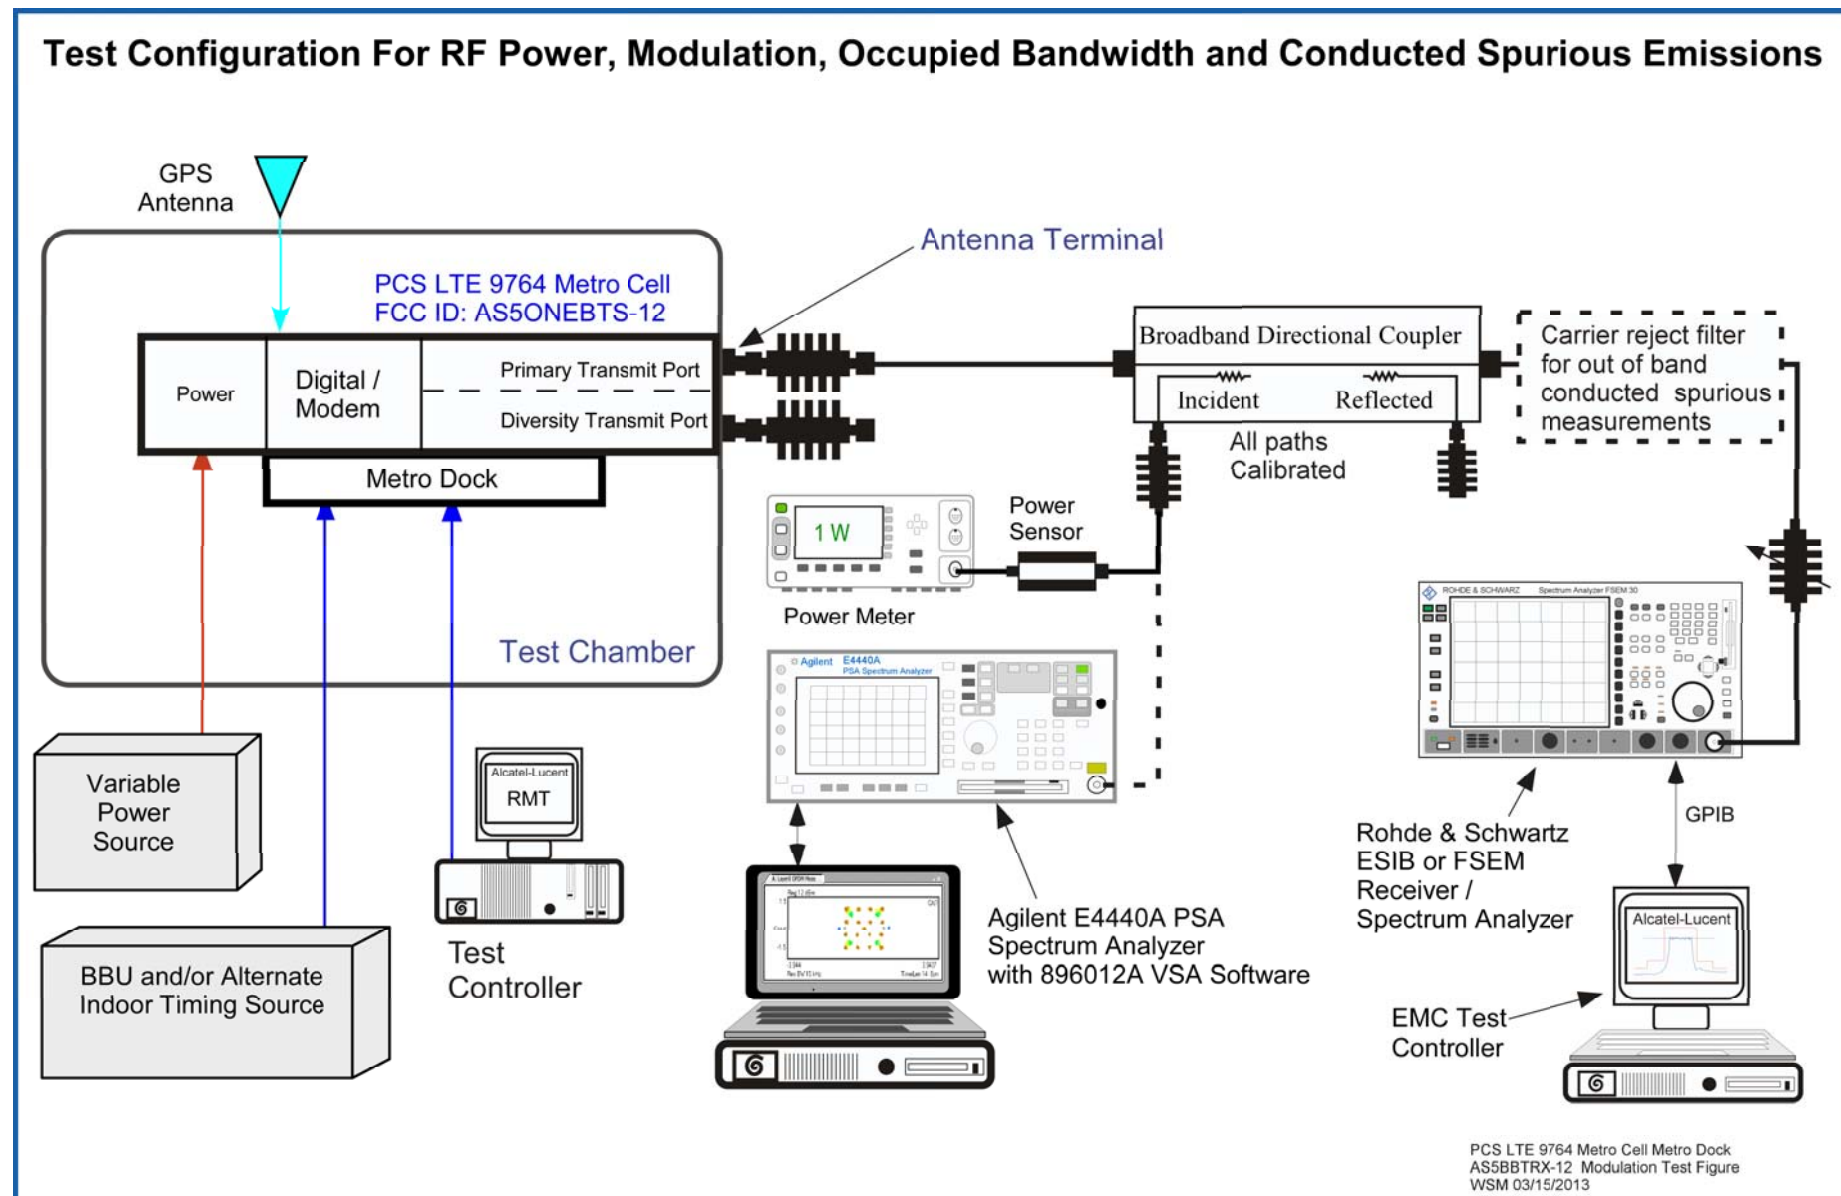 Test Configuration For RF Power, Modulation, Occupied Bandwidth and Conducted Spurious Emissions
GPS
Antenna
Antenna Terminal
PCS LTE 9764 Metro Cell
FCC ID: AS5ONEBTS-12
Power
Digital /
Modem
Primary Transmit Port
Diversity Transmit Port
Metro Dock
Test Chamber
Broadband Directional Coupler
Incident
Reflected
All paths
Calibrated
Carrier reject filter
for out of band
conducted spurious
measurements
Power
Sensor
1 W
Power Meter
Agilent E4440A
PSA Spectrum Analyzer
ROHDE & SCHWARZ Spectrum Analyzer FSEM 30
Variable
Power
Source
Alcatel-Lucent
RMT
Test
Controller
BBU and/or Alternate
Indoor Timing Source
Agilent E4440A PSA
Spectrum Analyzer
with 896012A VSA Software
GPIB
Rohde & Schwartz
ESIB or FSEM
Receiver /
Spectrum Analyzer
Alcatel-Lucent
EMC Test
Controller
PCS LTE 9764 Metro Cell Metro Dock
AS5BBTRX-12 Modulation Test Figure
WSM 03/15/2013